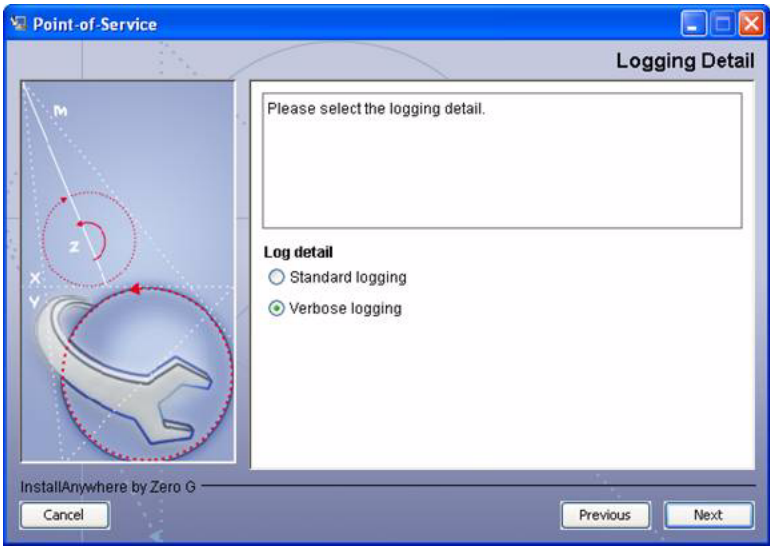 Point-of-Service
Logging Detail
M
Z
X
Y
Please select the logging detail.
Log detail
Standard logging
Verbose logging
InstallAnywhere by Zero G
Cancel
Previous
Next